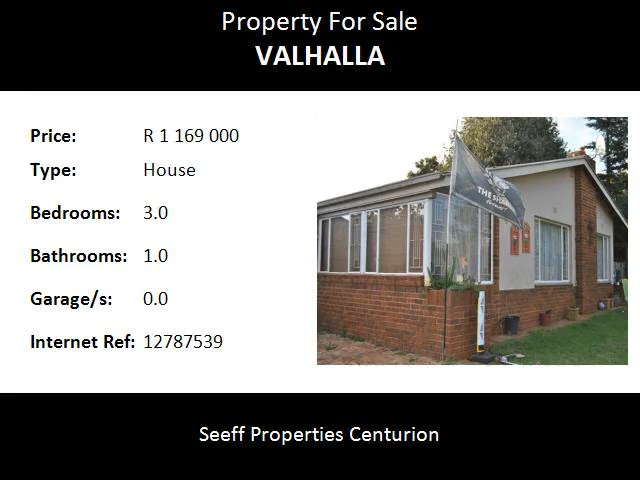 Property For Sale
VALHALLA
Price: R 1 169 000
Type: House
Bedrooms: 3.0
Bathrooms: 1.0
Garage/s: 0.0
Internet Ref: 12787539
THE
Seeff Properties Centurion